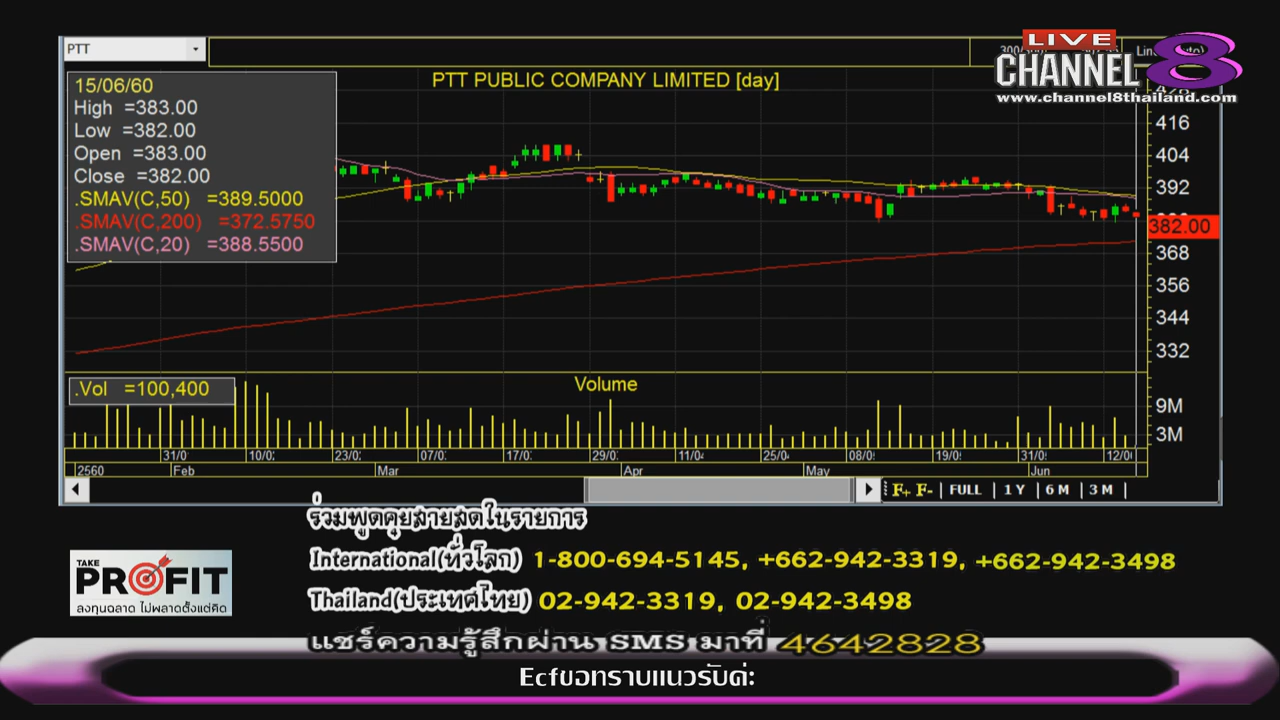 PTT
LIVE
CHANNEL 8
www.channel8thailand.com
PTT PUBLIC COMPANY LIMITED [day]
15/06/60
High =383.00
Low =382.00
Open =383.00
Close =382.00
.SMAV(C,50) =389.5000
.SMAV(C,200) =372.5750
.SMAV(C,20) =388.5500
416
404
392
382.00
368
356
344
332
.Vol =100,400
Volume
9M
3M
31/0 10/0 23/0 07/0 17/0 29/0 11/0 25/0 08/0 19/0 31/0 12/0
2560 Feb Mar Apr May Jun
F+ F- FULL 1 Y 6 M 3 M
ร่วมพูดคุยสายสดในรายการ
International(ทั่วโลก) 1-800-694-5145, +662-942-3319, +662-942-3498
TAKE
PROFIT
ลงทุนฉลาด ไม่พลาดตั้งแต่คิด
Thailand(ประเทศไทย) 02-942-3319, 02-942-3498
แชร์ความรู้สึกผ่าน SMS มาที่ 4642828
Ecfขอทราบแนวรับค่ะ